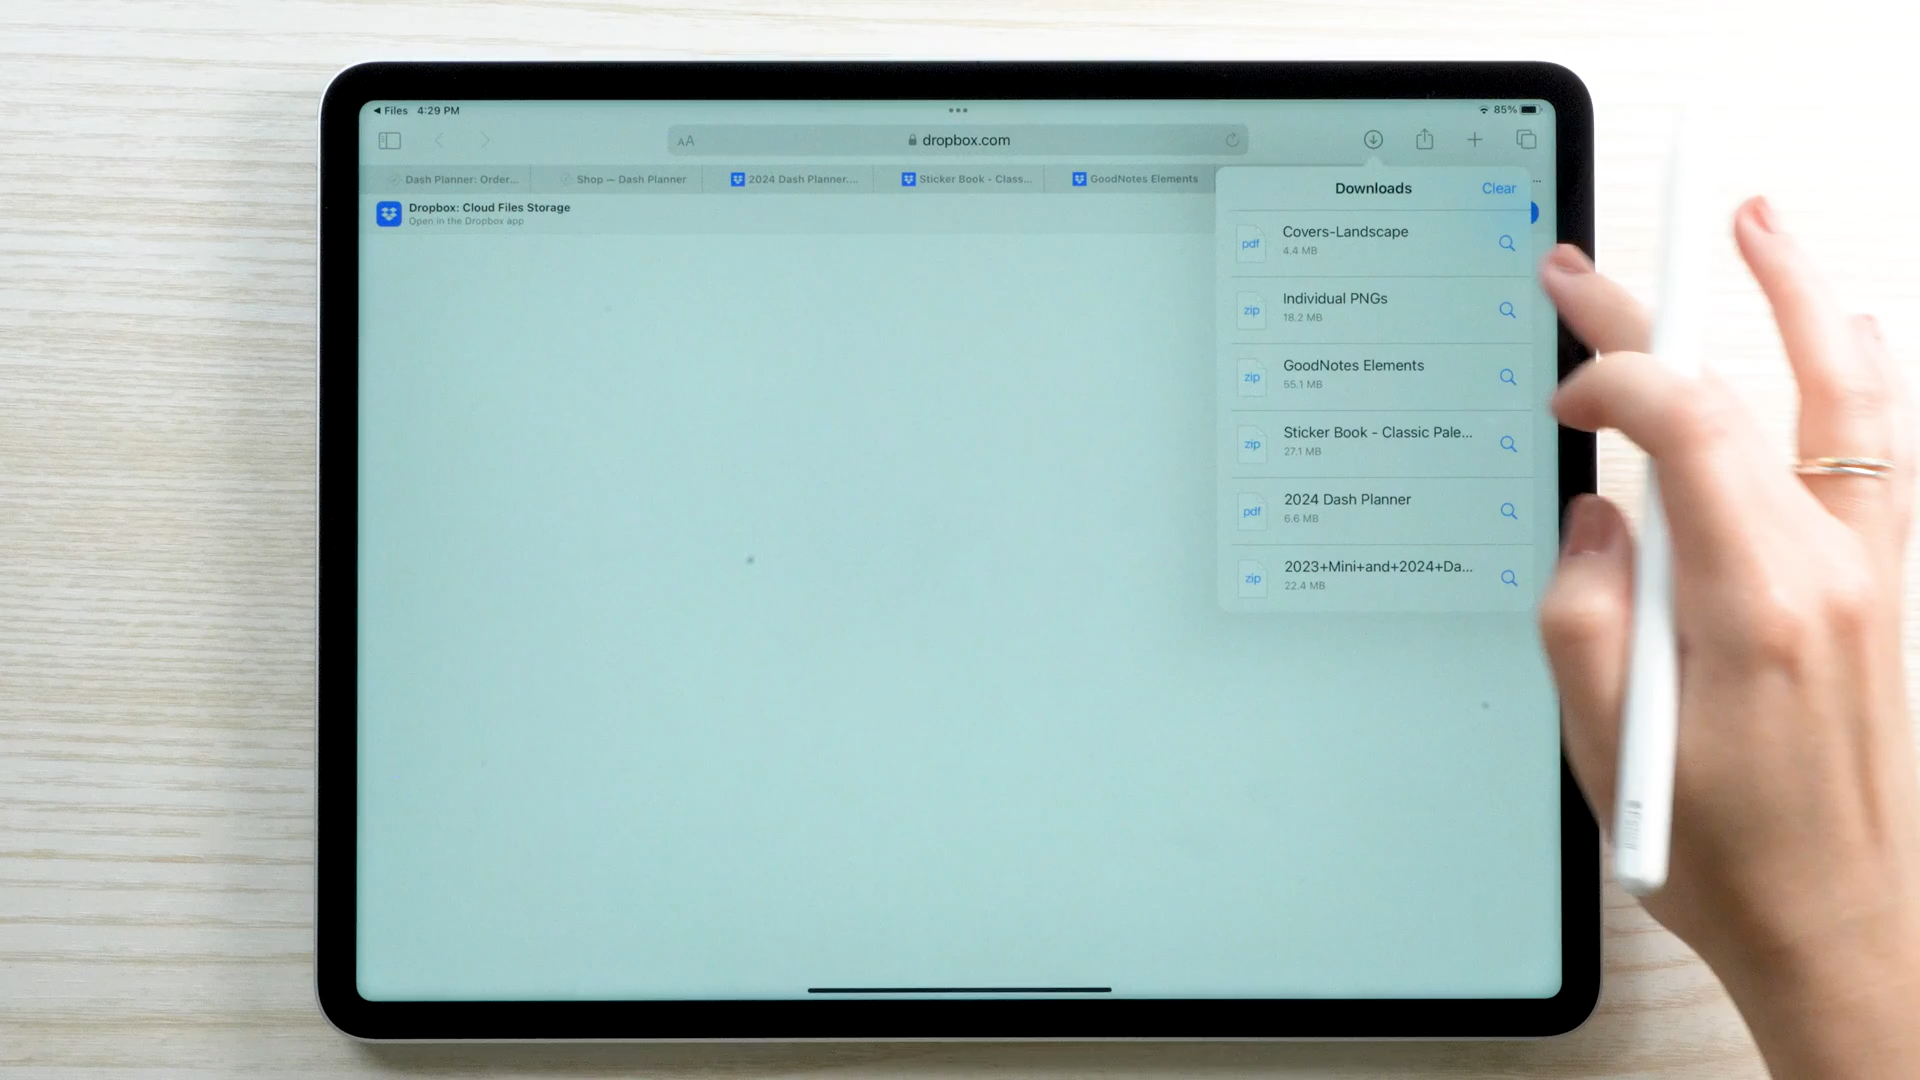 Files 4:29 PM
85%
AA
dropbox.com
Dash Planner: Order...
Shop — Dash Planner
2024 Dash Planner....
Sticker Book - Class...
GoodNotes Elements
Dropbox: Cloud Files Storage
Open in the Dropbox app
Downloads
Clear
pdf
Covers-Landscape
4.4 MB
zip
Individual PNGs
18.2 MB
zip
GoodNotes Elements
55.1 MB
zip
Sticker Book - Classic Pale...
27.1 MB
pdf
2024 Dash Planner
6.6 MB
zip
2023+Mini+and+2024+Da...
22.4 MB